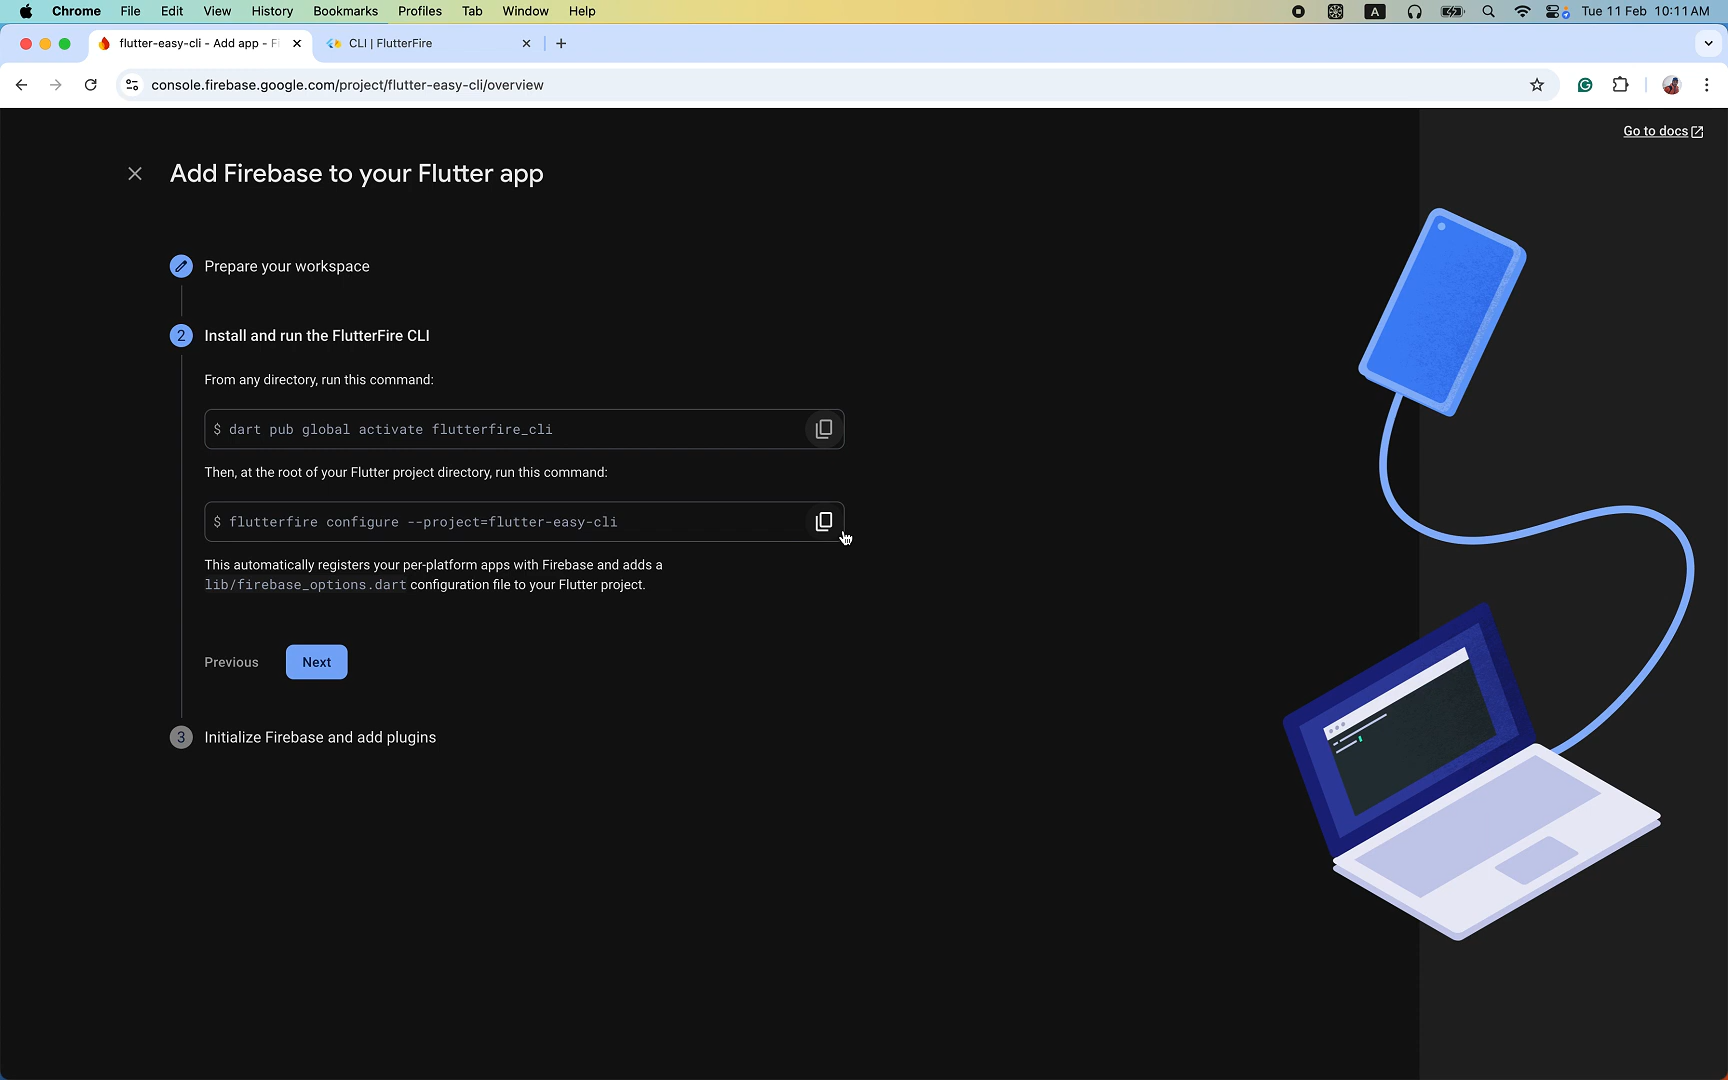 Chrome File Edit View History Bookmarks Profiles Tab Window Help A Tue 11 Feb 10:11 AM
flutter-easy-cli - Add app - Fi CLI | FlutterFire
console.firebase.google.com/project/flutter-easy-cli/overview
Go to docs
Add Firebase to your Flutter app
Prepare your workspace
2 Install and run the FlutterFire CLI
From any directory, run this command:
$ dart pub global activate flutterfire_cli
Then, at the root of your Flutter project directory, run this command:
$ flutterfire configure --project=flutter-easy-cli
This automatically registers your per-platform apps with Firebase and adds a
lib/firebase_options.dart configuration file to your Flutter project.
Previous Next
3 Initialize Firebase and add plugins